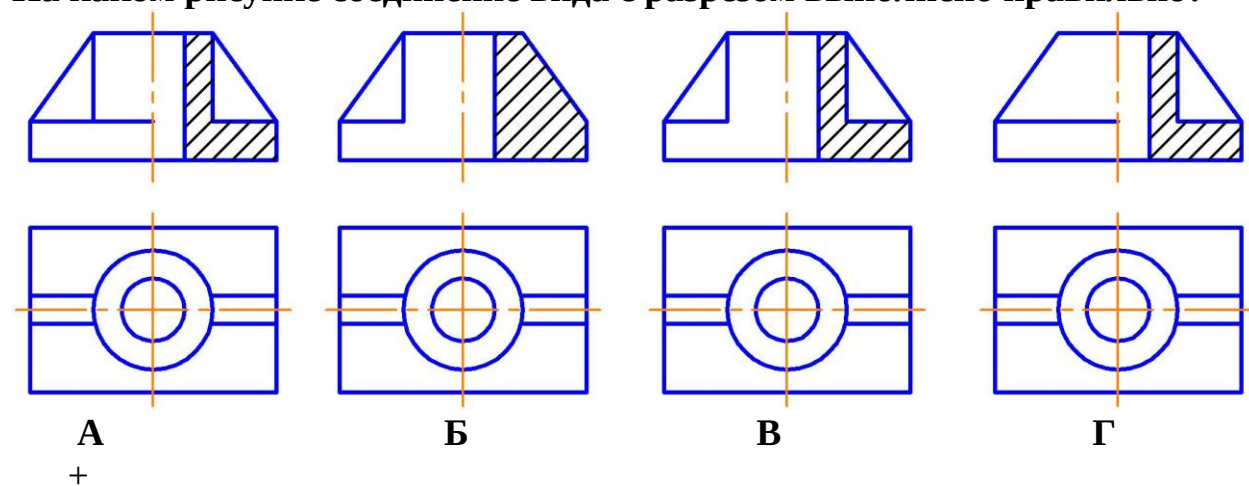 На каком рисунке соединение вида с разрезом выполнено правильно?
А Б В Г
+